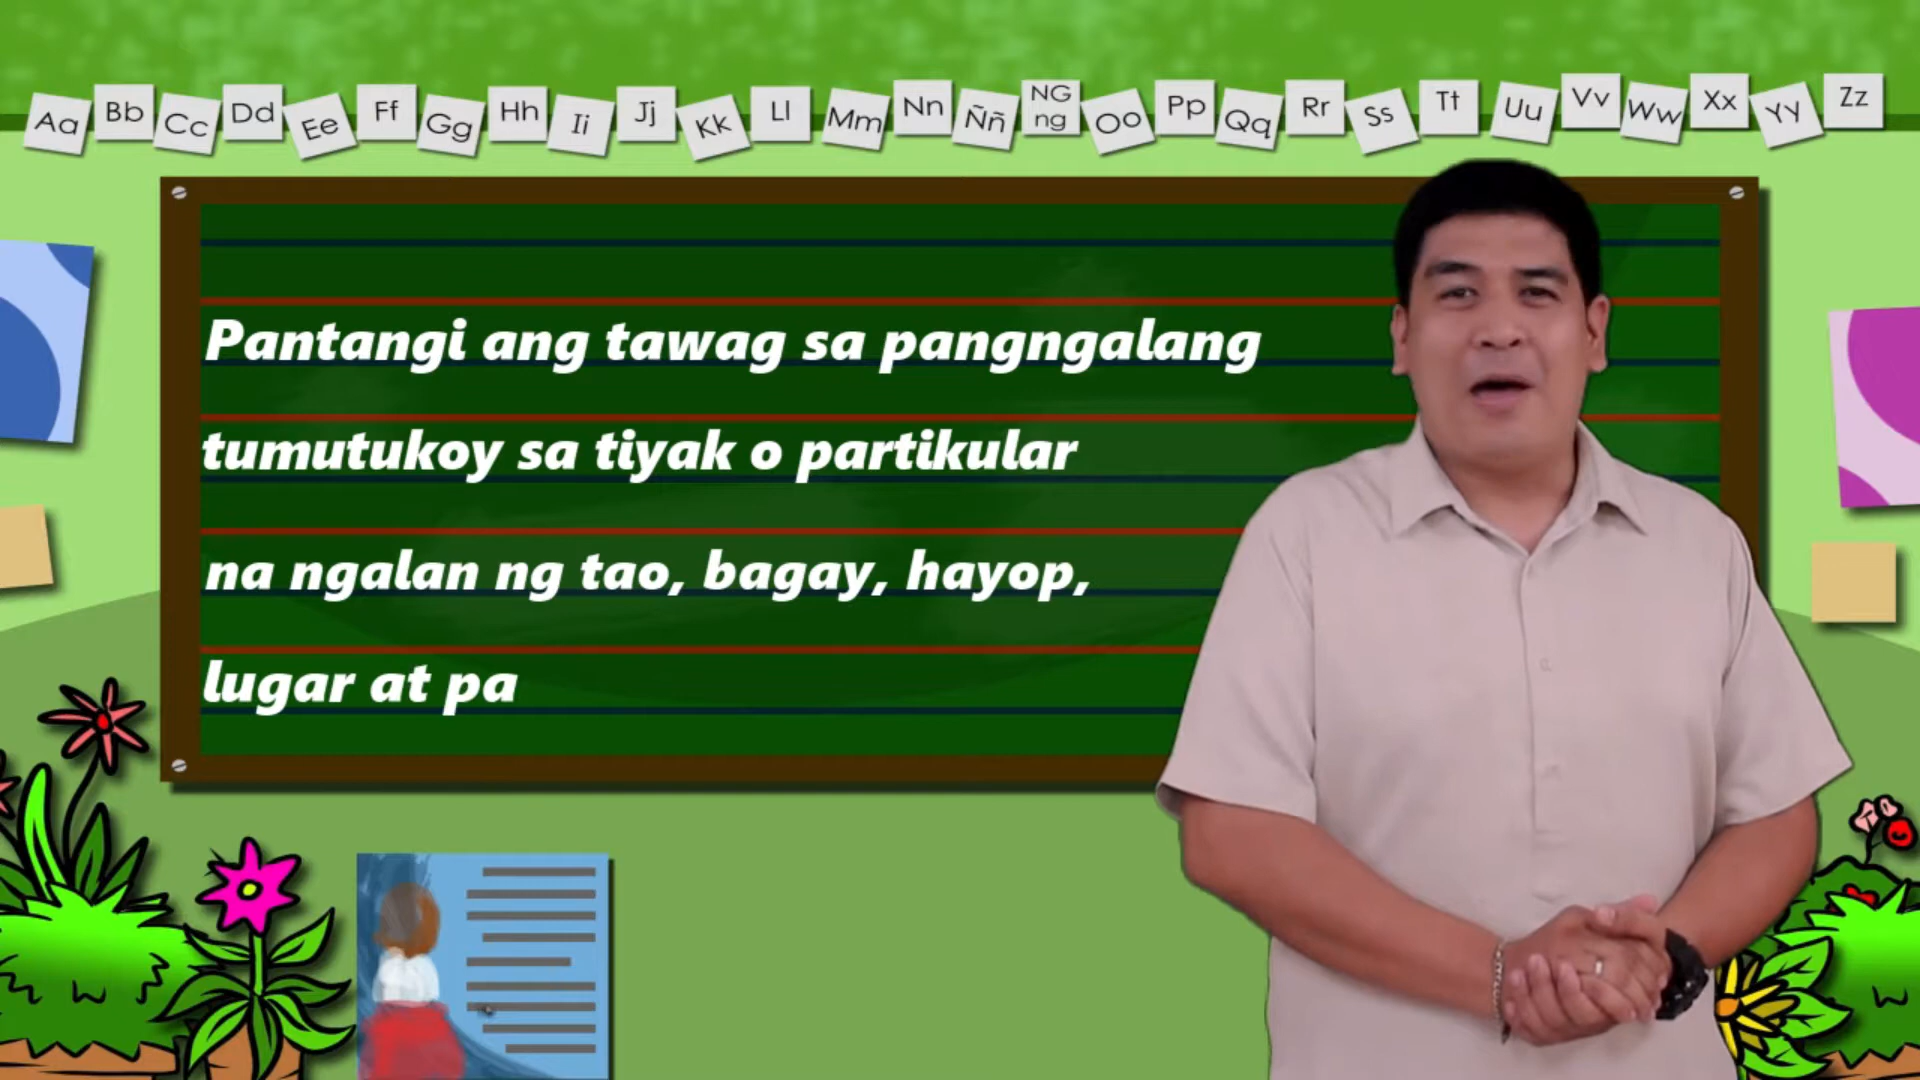 Aa Bb Cc Dd Ee Ff Gg Hh Ii Jj Kk Ll Mm Nn Ññ NG ng Oo Pp Qq Rr Ss Tt Uu Vv Ww Xx Yy Zz
Pantangi ang tawag sa pangngalang
tumutukoy sa tiyak o partikular
na ngalan ng tao, bagay, hayop,
lugar at pa